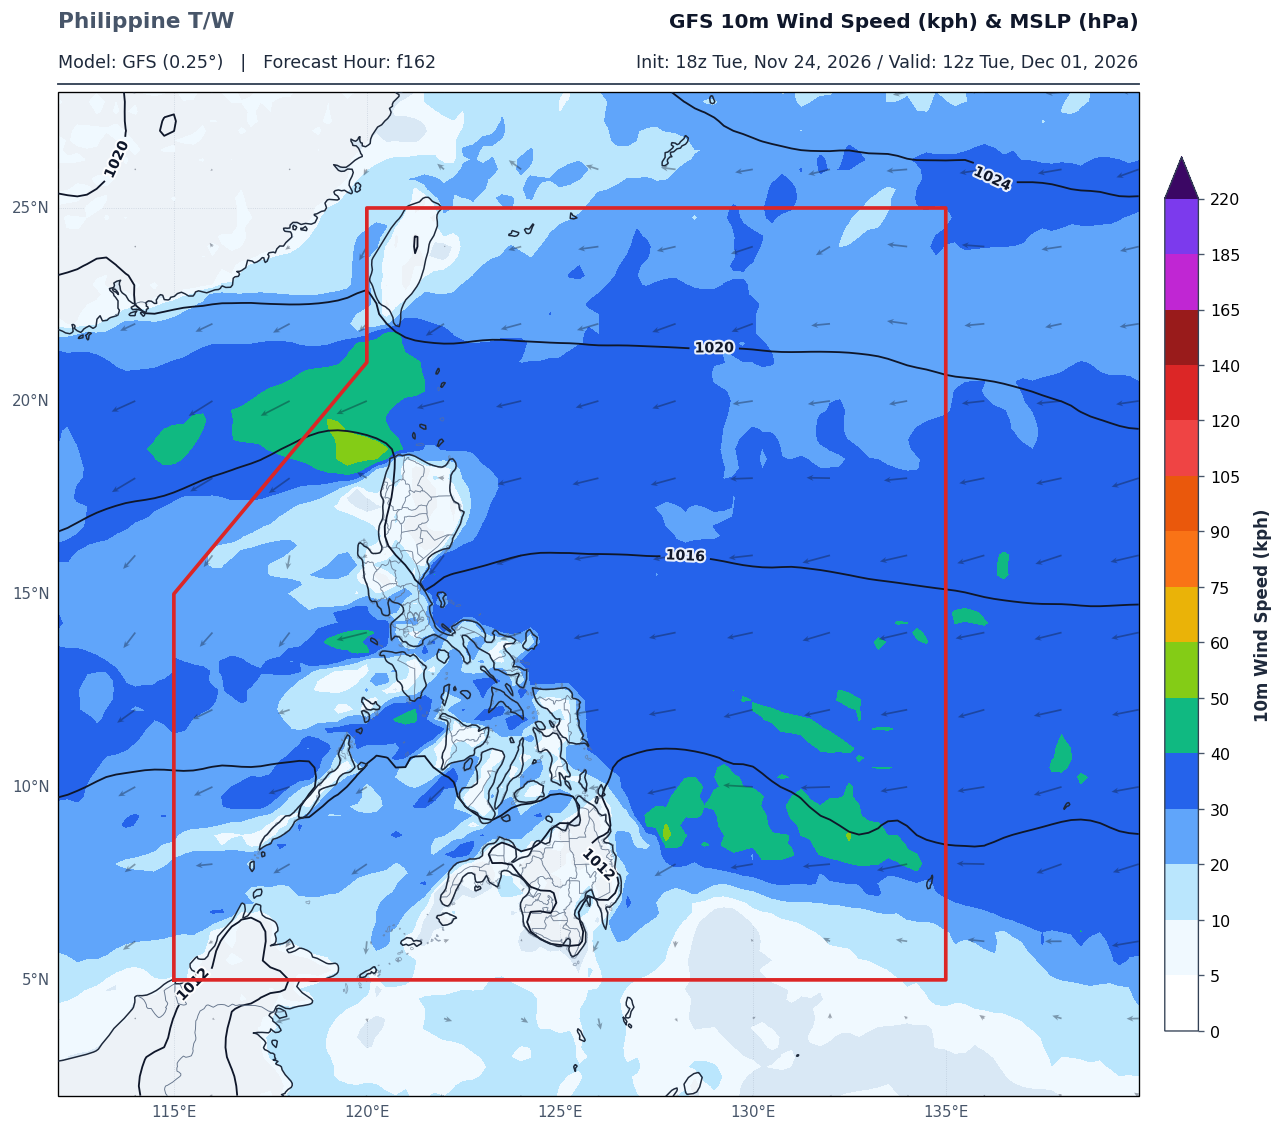 Philippine T/W
GFS 10m Wind Speed (kph) & MSLP (hPa)
Model: GFS (0.25°) | Forecast Hour: f162
Init: 18z Tue, Nov 24, 2026 / Valid: 12z Tue, Dec 01, 2026
1020
1024
1020
1016
1012
1012
25°N
20°N
15°N
10°N
5°N
115°E
120°E
125°E
130°E
135°E
220
185
165
140
120
105
90
75
60
50
40
30
20
10
5
0
10m Wind Speed (kph)